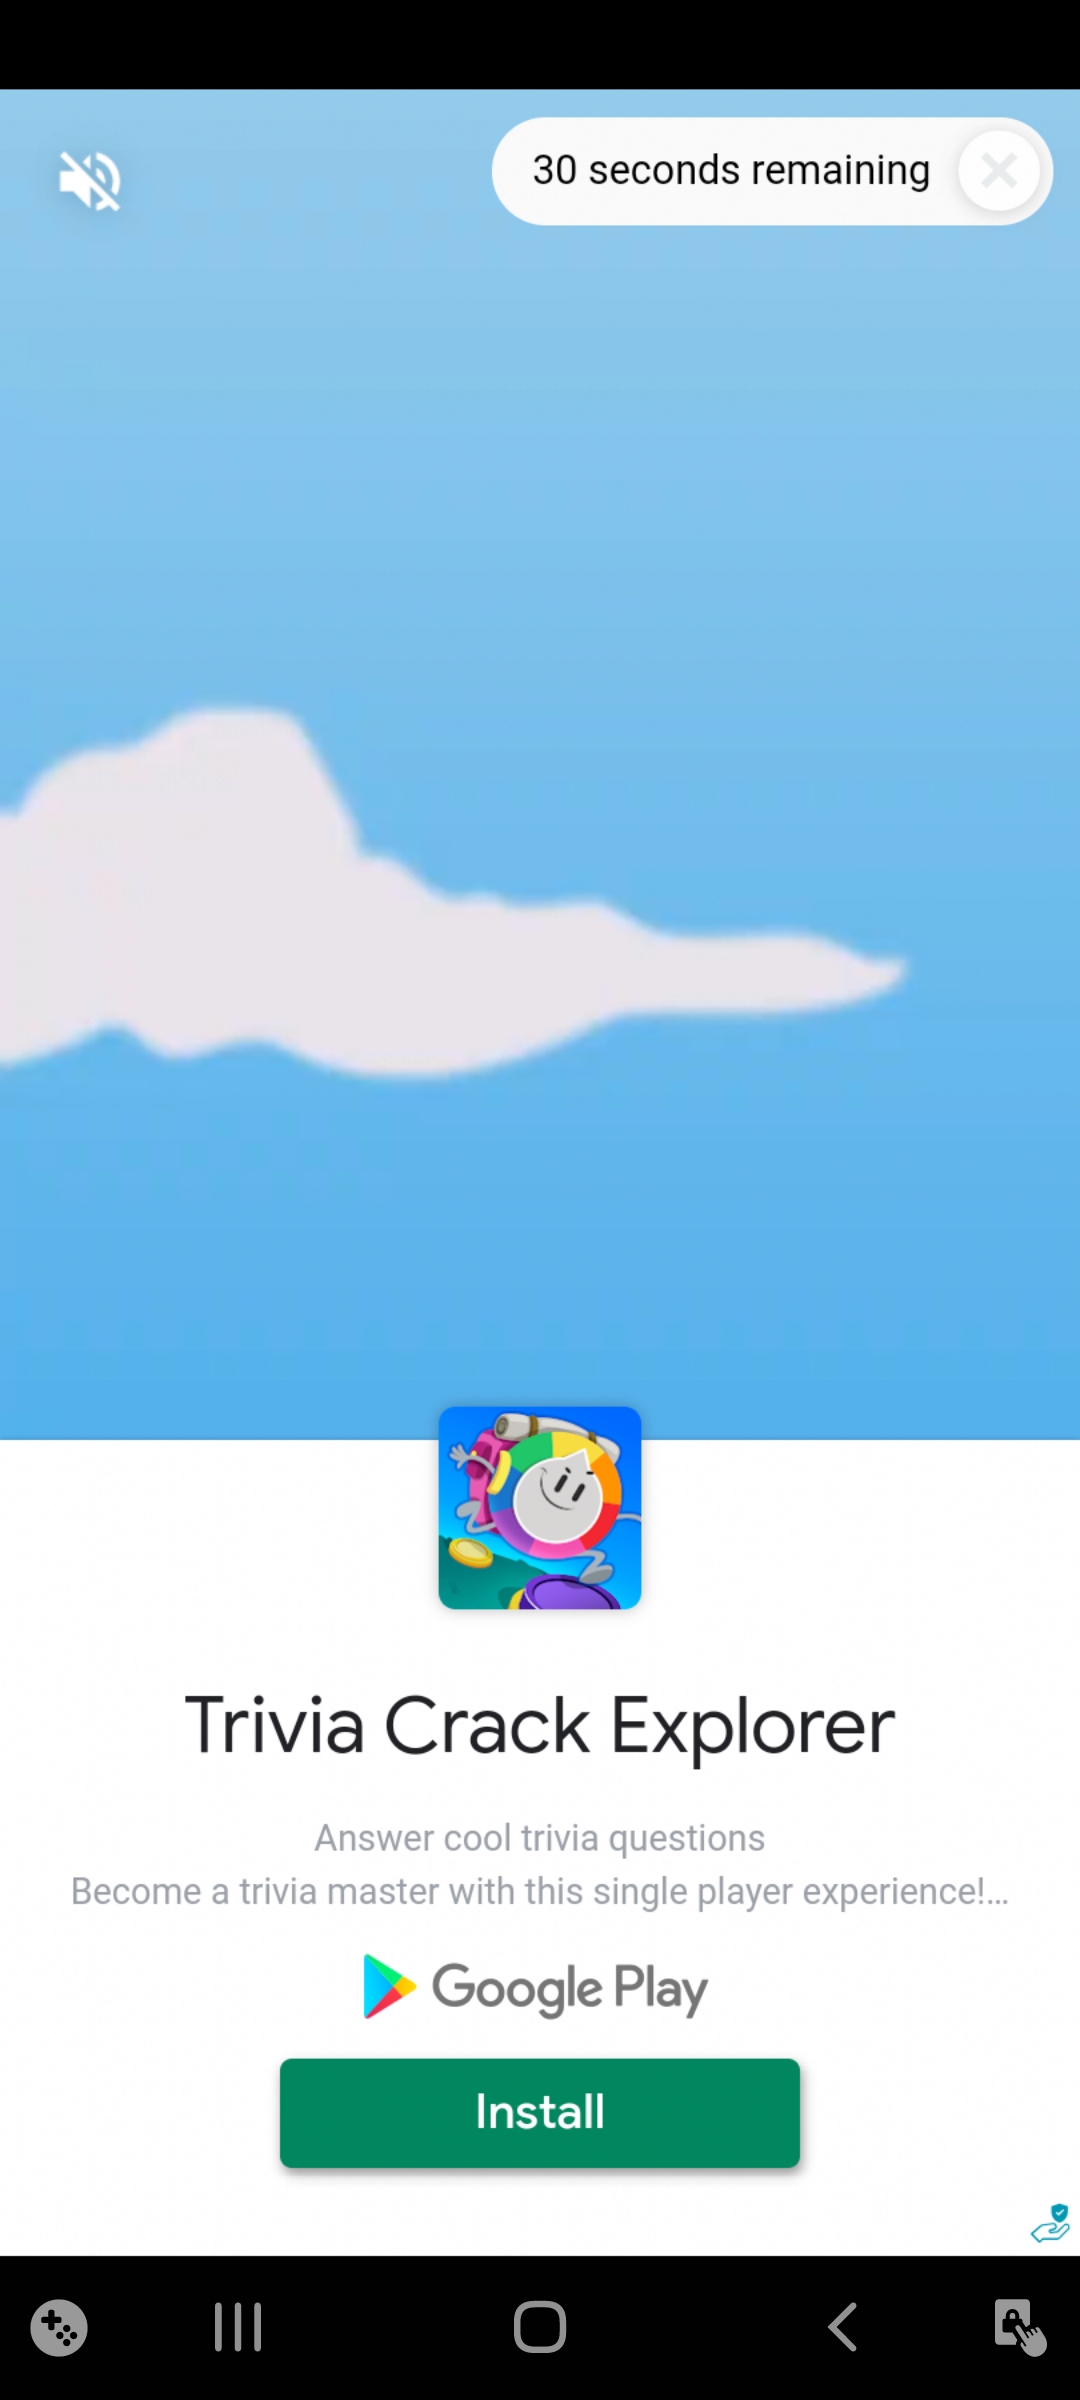 30 seconds remaining
Trivia Crack Explorer
Answer cool trivia questions
Become a trivia master with this single player experience!...
Google Play
Install